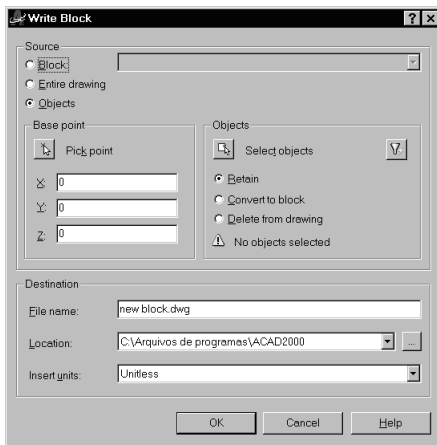 Write Block
Source
Block:
Entire drawing
Objects
Base point
Pick point
X: 0
Y: 0
Z: 0
Objects
Select objects
Retain
Convert to block
Delete from drawing
No objects selected
Destination
File name: new block.dwg
Location: C:\Arquivos de programas\ACAD2000 ...
Insert units: Unitless
OK Cancel Help